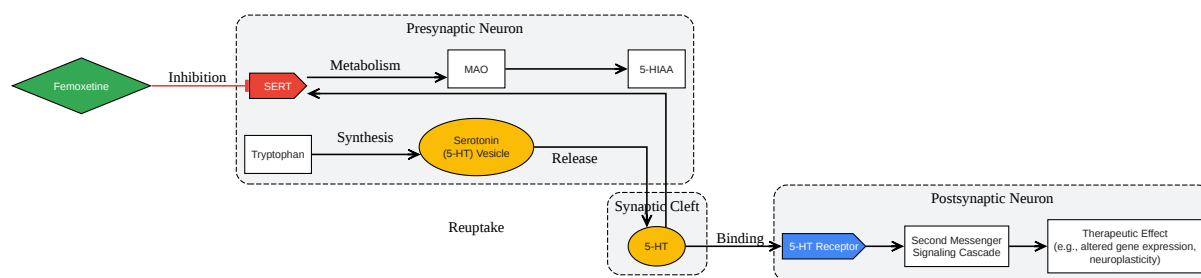 Presynaptic Neuron
Femoxetine
Inhibition
SERT
Metabolism
MAO
5-HIAA
Tryptophan
Synthesis
Serotonin
(5-HT) Vesicle
Release
Reuptake
Synaptic Cleft
5-HT
Binding
Postsynaptic Neuron
5-HT Receptor
Second Messenger
Signaling Cascade
Therapeutic Effect
(e.g., altered gene expression,
neuroplasticity)